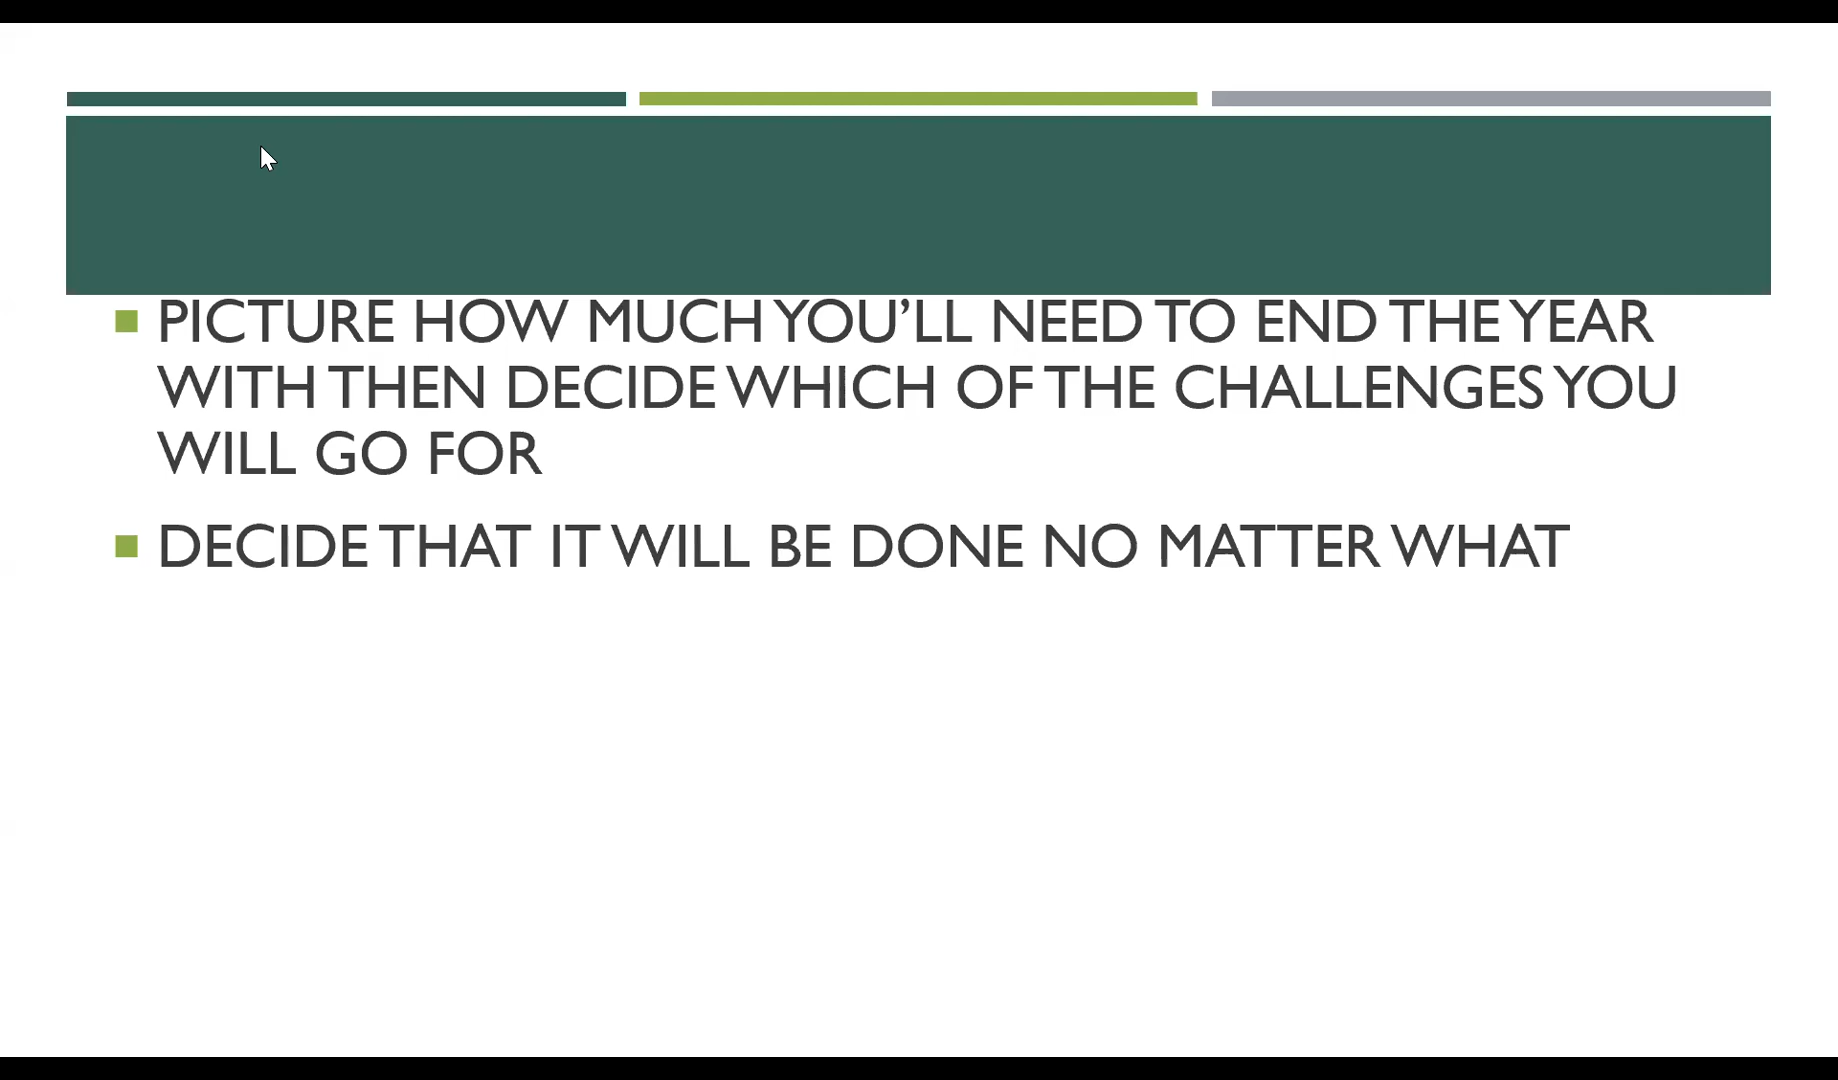 PICTURE HOW MUCH YOU’LL NEED TO END THE YEAR
WITH THEN DECIDE WHICH OF THE CHALLENGES YOU
WILL GO FOR
DECIDE THAT IT WILL BE DONE NO MATTER WHAT